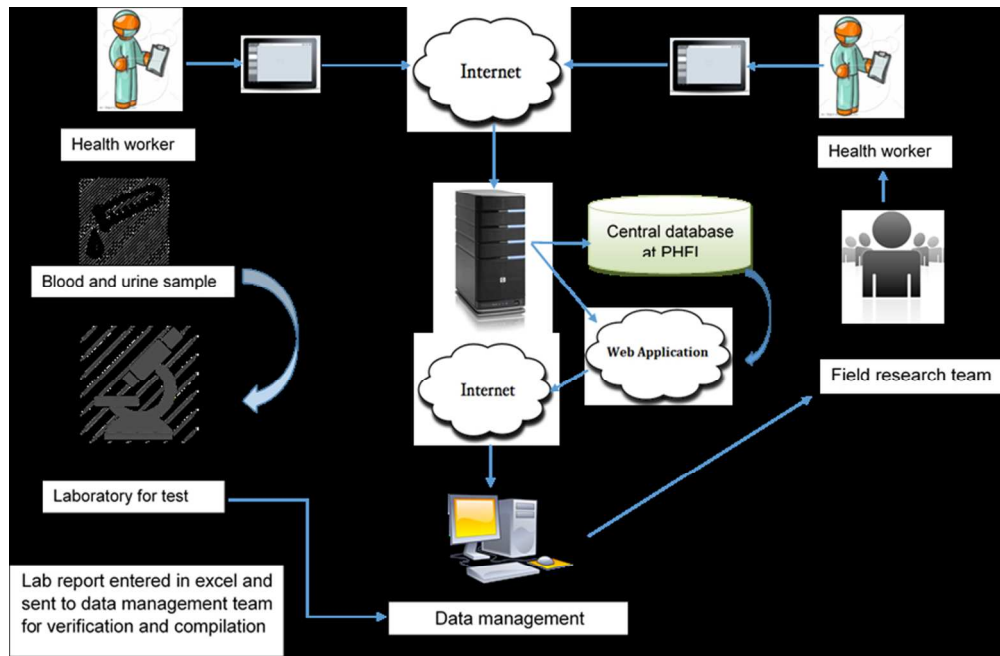 Internet
Health worker
Health worker
Central database
at PHFI
Blood and urine sample
Web Application
Internet
Field research team
Laboratory for test
Lab report entered in excel and
sent to data management team
for verification and compilation
Data management